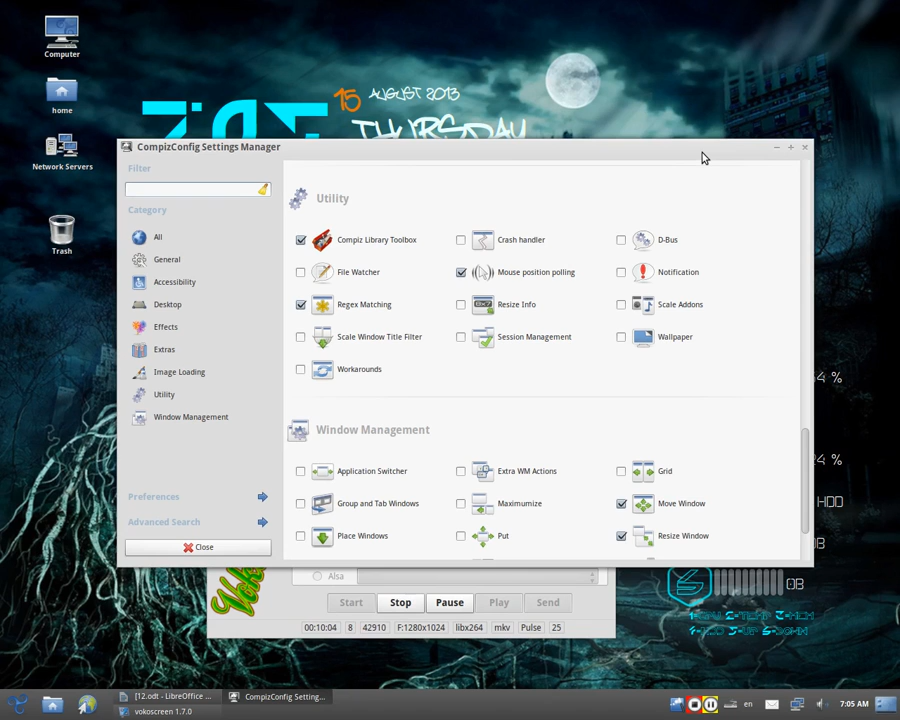 Computer
home
Network Servers
Trash
15 AUGUST 2013
THURSDAY
CompizConfig Settings Manager
Filter
Category
All
General
Accessibility
Desktop
Effects
Extras
Image Loading
Utility
Window Management
Preferences
Advanced Search
Close
Utility
Compiz Library Toolbox
Crash handler
D-Bus
File Watcher
Mouse position polling
Notification
Regex Matching
Resize Info
Scale Addons
Scale Window Title Filter
Session Management
Wallpaper
Workarounds
Window Management
Application Switcher
Extra WM Actions
Grid
Group and Tab Windows
Maximumize
Move Window
Place Windows
Put
Resize Window
4 %
24 %
HDD
0B
Alsa
Start
Stop
Pause
Play
Send
00:10:04
8
42910
F:1280x1024
libx264
mkv
Pulse
25
[12.odt - LibreOffice ...
CompizConfig Setting...
vokoscreen 1.7.0
en
7:05 AM